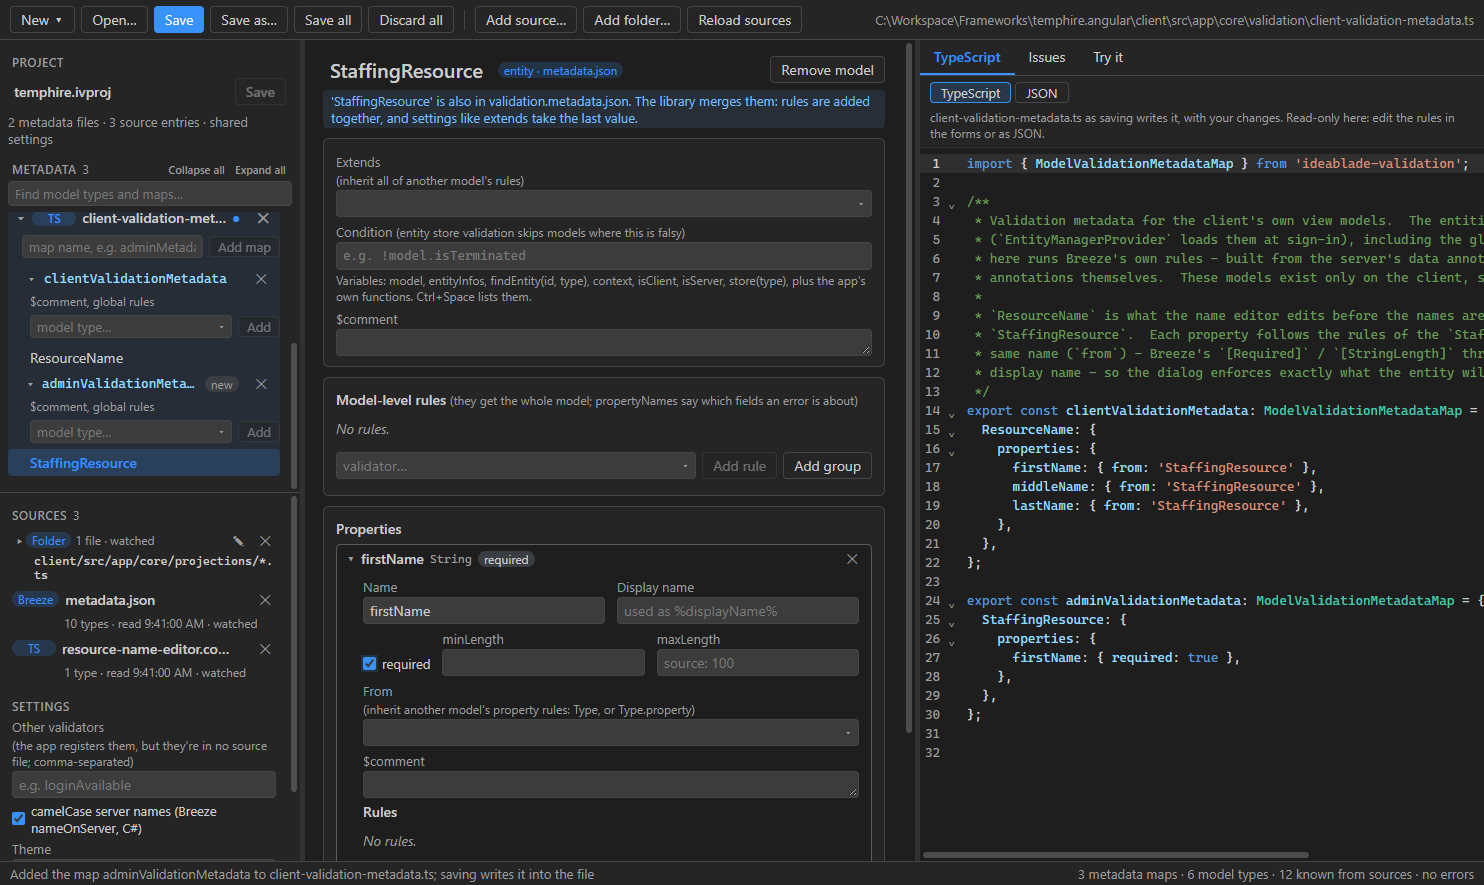 New ▾ Open... Save Save as... Save all Discard all Add source... Add folder... Reload sources C:\Workspace\Frameworks\temphire.angular\client\src\app\core\validation\client-validation-metadata.ts
PROJECT
temphire.ivproj Save
2 metadata files · 3 source entries · shared
settings
METADATA 3 Collapse all Expand all
Find model types and maps...
TS client-validation-met... ●
map name, e.g. adminMetada Add map
clientValidationMetadata
$comment, global rules
model type... Add
ResourceName
adminValidationMeta... new
$comment, global rules
model type... Add
StaffingResource
SOURCES 3
Folder 1 file · watched
client/src/app/core/projections/*.
ts
Breeze metadata.json
10 types · read 9:41:00 AM · watched
TS resource-name-editor.co...
1 type · read 9:41:00 AM · watched
SETTINGS
Other validators
(the app registers them, but they're in no source
file; comma-separated)
e.g. loginAvailable
camelCase server names (Breeze
nameOnServer, C#)
Theme
StaffingResource entity · metadata.json Remove model
'StaffingResource' is also in validation.metadata.json. The library merges them: rules are added
together, and settings like extends take the last value.
Extends
(inherit all of another model's rules)
Condition (entity store validation skips models where this is falsy)
e.g. !model.isTerminated
Variables: model, entityInfos, findEntity(id, type), context, isClient, isServer, store(type), plus the app's
own functions. Ctrl+Space lists them.
$comment
Model-level rules (they get the whole model; propertyNames say which fields an error is about)
No rules.
validator... Add rule Add group
Properties
firstName String required
Name Display name
firstName used as %displayName%
minLength maxLength
required source: 100
From
(inherit another model's property rules: Type, or Type.property)
$comment
Rules
No rules.
TypeScript Issues Try it
TypeScript JSON
client-validation-metadata.ts as saving writes it, with your changes. Read-only here: edit the rules in
the forms or as JSON.
1 import { ModelValidationMetadataMap } from 'ideablade-validation';
2
3 /**
4 * Validation metadata for the client's own view models. The entiti
5 * (`EntityManagerProvider` loads them at sign-in), including the gl
6 * here runs Breeze's own rules – built from the server's data annot
7 * annotations themselves. These models exist only on the client, s
8 *
9 * `ResourceName` is what the name editor edits before the names are
10 * `StaffingResource`. Each property follows the rules of the `Staf
11 * same name (`from`) – Breeze's `[Required]` / `[StringLength]` thr
12 * display name – so the dialog enforces exactly what the entity wil
13 */
14 export const clientValidationMetadata: ModelValidationMetadataMap =
15 ResourceName: {
16 properties: {
17 firstName: { from: 'StaffingResource' },
18 middleName: { from: 'StaffingResource' },
19 lastName: { from: 'StaffingResource' },
20 },
21 },
22 };
23
24 export const adminValidationMetadata: ModelValidationMetadataMap = {
25 StaffingResource: {
26 properties: {
27 firstName: { required: true },
28 },
29 },
30 };
31
32
Added the map adminValidationMetadata to client-validation-metadata.ts; saving writes it into the file 3 metadata maps · 6 model types · 12 known from sources · no errors